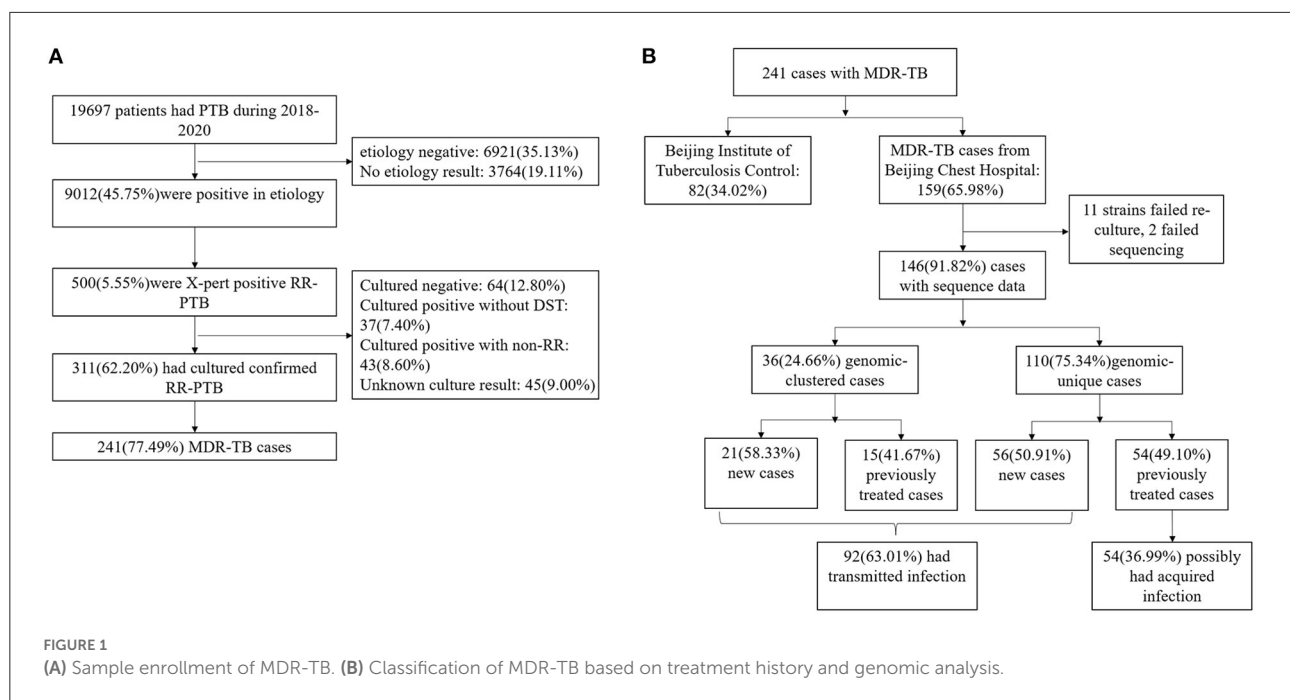 A
19697 patients had PTB during 2018-
2020
etiology negative: 6921(35.13%)
No etiology result: 3764(19.11%)
9012(45.75%)were positive in etiology
500(5.55%)were X-pert positive RR-
PTB
Cultured negative: 64(12.80%)
Cultured positive without DST:
37(7.40%)
Cultured positive with non-RR:
43(8.60%)
Unknown culture result: 45(9.00%)
311(62.20%) had cultured confirmed
RR-PTB
241(77.49%) MDR-TB cases
B
241 cases with MDR-TB
Beijing Institute of
Tuberculosis Control:
82(34.02%)
MDR-TB cases from
Beijing Chest Hospital:
159(65.98%)
11 strains failed re-
culture, 2 failed
sequencing
146(91.82%) cases
with sequence data
36(24.66%) genomic-
clustered cases
110(75.34%)genomic-
unique cases
21(58.33%)
new cases
15(41.67%)
previously
treated cases
56(50.91%)
new cases
54(49.10%)
previously
treated cases
92(63.01%) had
transmitted infection
54(36.99%) possibly
had acquired
infection
FIGURE 1
(A) Sample enrollment of MDR-TB. (B) Classification of MDR-TB based on treatment history and genomic analysis.